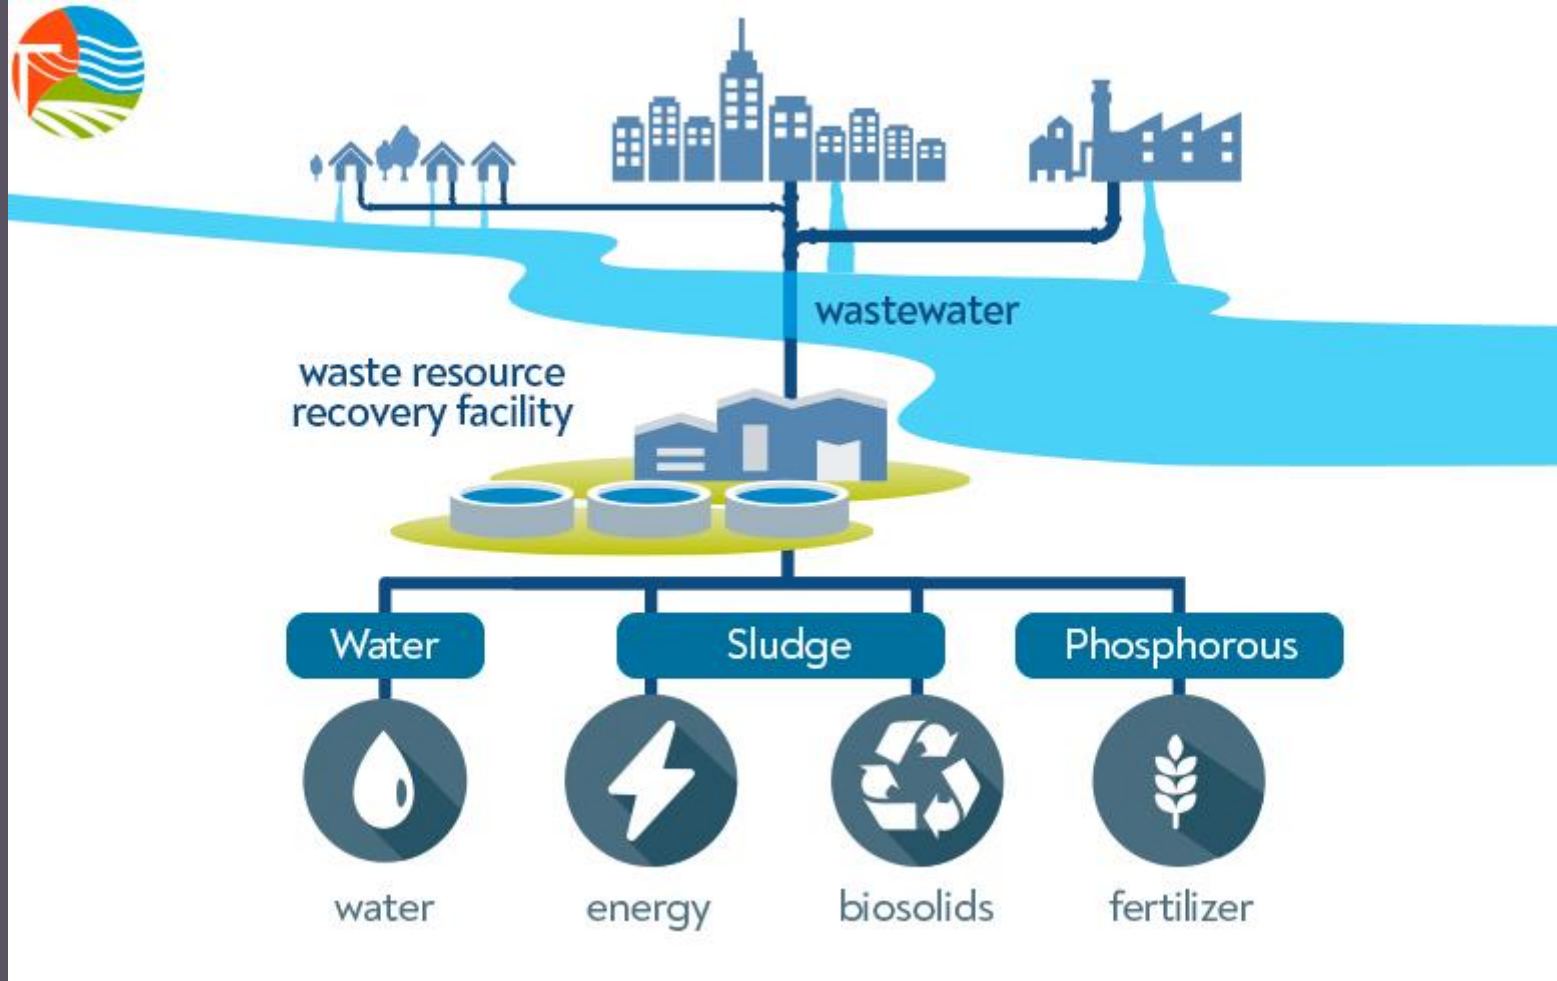 wastewater
waste resource
recovery facility
Water
Sludge
Phosphorous
water
energy
biosolids
fertilizer